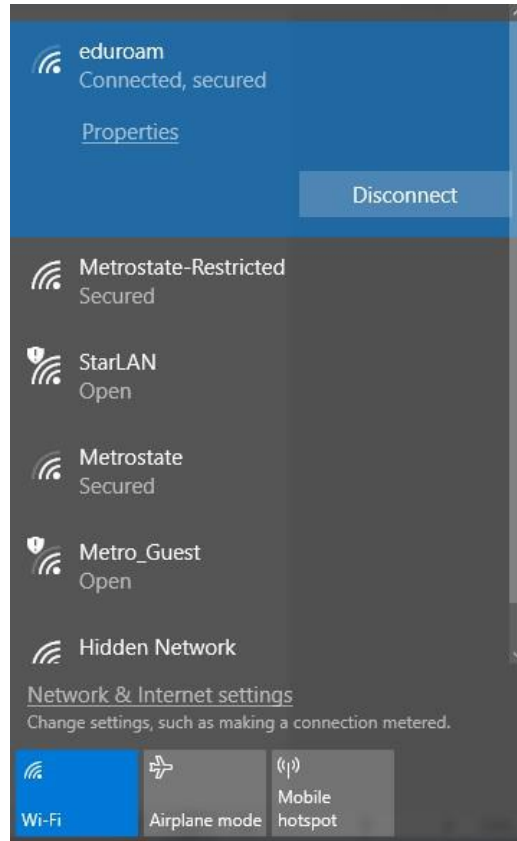 eduroam
Connected, secured
Properties
Disconnect
Metrostate-Restricted
Secured
StarLAN
Open
Metrostate
Secured
Metro_Guest
Open
Hidden Network
Network & Internet settings
Change settings, such as making a connection metered.
Wi-Fi
Airplane mode
Mobile
hotspot